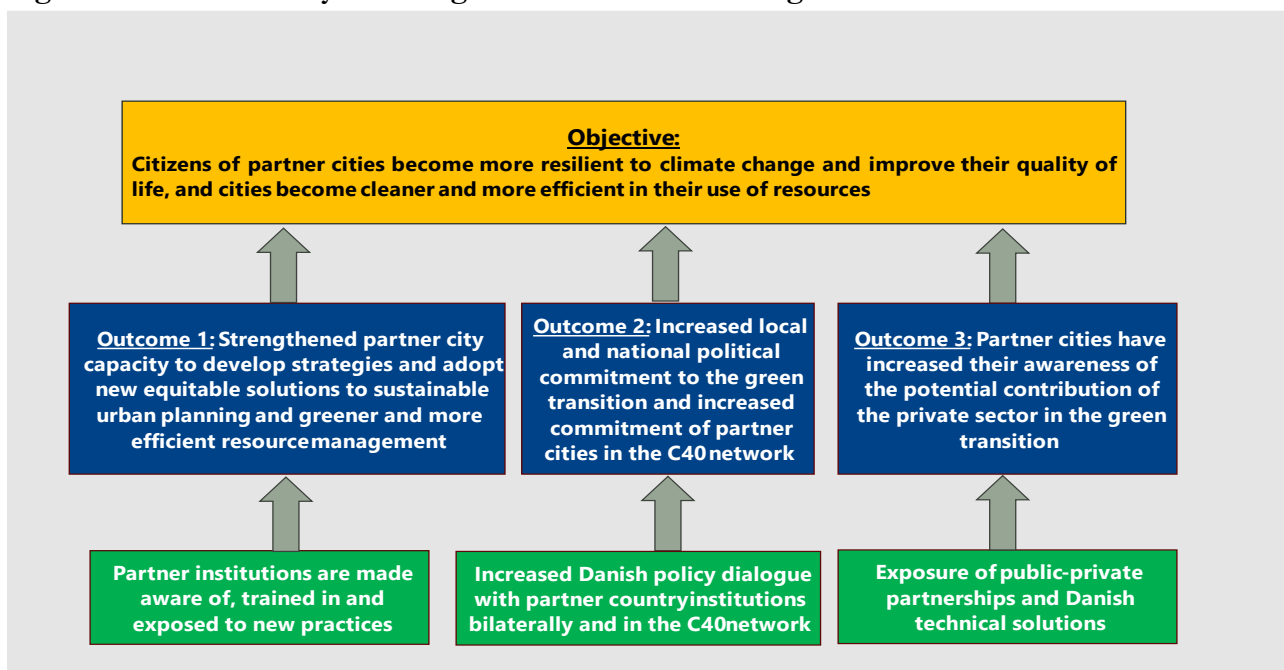 Objective:
Citizens of partner cities become more resilient to climate change and improve their quality of
life, and cities become cleaner and more efficient in their use of resources
Outcome 1: Strengthened partner city
capacity to develop strategies and adopt
new equitable solutions to sustainable
urban planning and greener and more
efficient resource management
Outcome 2: Increased local
and national political
commitment to the green
transition and increased
commitment of partner
cities in the C40 network
Outcome 3: Partner cities have
increased their awareness of
the potential contribution of
the private sector in the green
transition
Partner institutions are made
aware of, trained in and
exposed to new practices
Increased Danish policy dialogue
with partner country institutions
bilaterally and in the C40 network
Exposure of public-private
partnerships and Danish
technical solutions